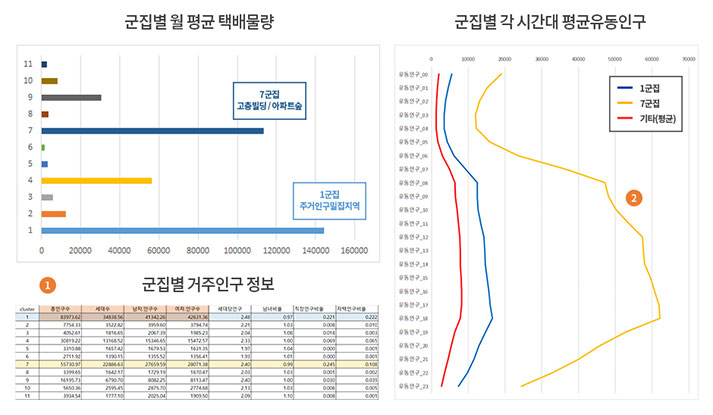 군집별 월 평균 택배물량
11
10
9
8
7
6
5
4
3
2
1
7군집
고층빌딩 / 아파트숲
1군집
주거인구밀집지역
0 20000 40000 60000 80000 100000 120000 140000 160000
군집별 각 시간대 평균유동인구
0 10000 20000 30000 40000 50000 60000 70000
유동인구_00
유동인구_01
유동인구_02
유동인구_03
유동인구_04
유동인구_05
유동인구_06
유동인구_07
유동인구_08
유동인구_09
유동인구_10
유동인구_11
유동인구_12
유동인구_13
유동인구_14
유동인구_15
유동인구_16
유동인구_17
유동인구_18
유동인구_19
유동인구_20
유동인구_21
유동인구_22
유동인구_23
1군집
7군집
기타(평균)
2
1
군집별 거주인구 정보
cluster 총인구수 세대수 남자인구수 여자인구수 세대당인구 남녀비율 직장인구비율 자택인구비율
1 83973.62 34838.56 41342.26 42631.36 2.48 0.97 0.221 0.222
2 7754.33 3522.82 3959.60 3794.74 2.21 1.03 0.008 0.010
3 4052.61 1816.65 2067.39 1985.23 2.04 1.08 0.018 0.003
4 30819.22 13168.52 15346.65 15472.57 2.33 1.00 0.069 0.065
5 3310.88 1657.42 1679.53 1631.35 1.97 1.04 0.000 0.001
6 2711.92 1390.15 1355.52 1356.41 1.93 1.01 0.000 0.001
7 55730.97 22886.63 27659.59 28071.38 2.40 0.99 0.245 0.108
8 3399.65 1642.17 1729.19 1670.47 2.03 1.03 0.001 0.002
9 16195.73 6790.70 8082.25 8113.47 2.40 1.00 0.030 0.035
10 5650.36 2595.45 2875.70 2774.68 2.13 1.03 0.006 0.005
11 3934.54 1777.10 2025.04 1909.50 2.09 1.10 0.008 0.001